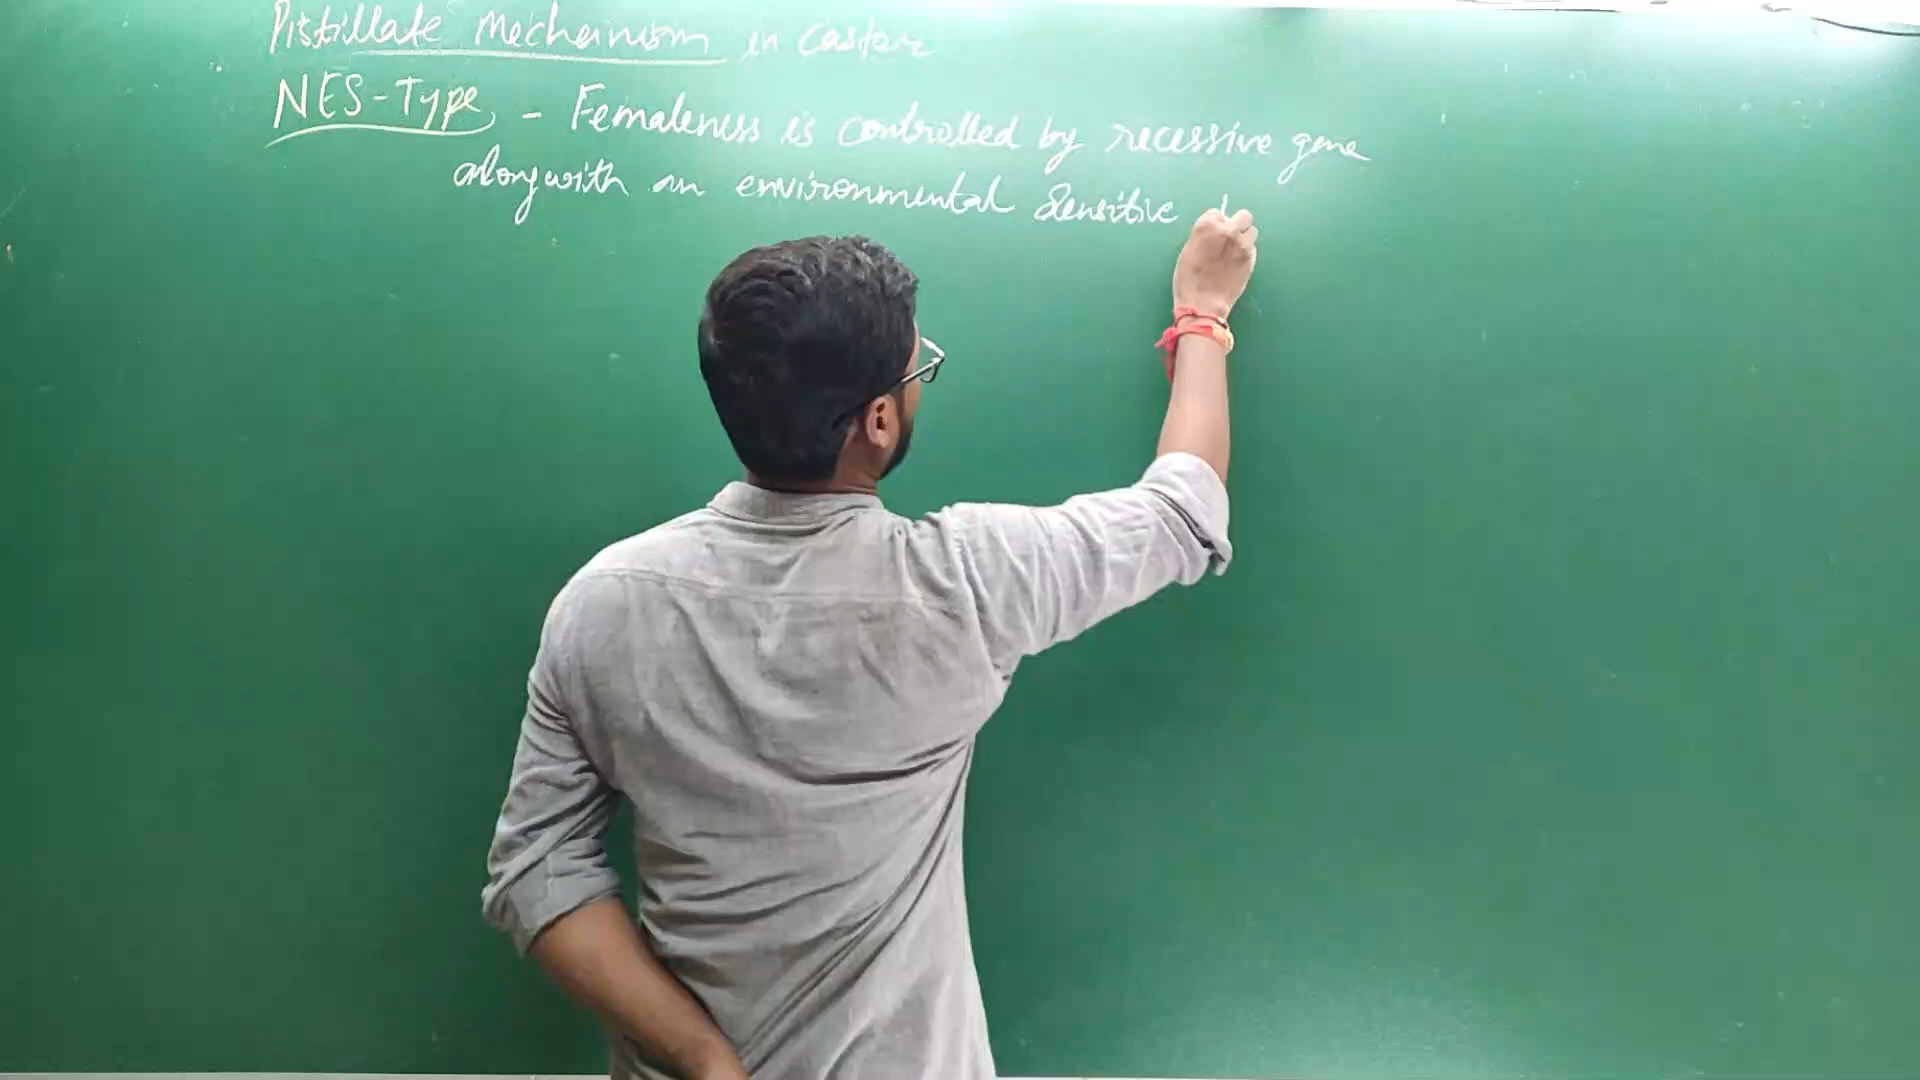 Pistillate Mechanism in castor
NES-Type - Femaleness is controlled by recessive gene
alongwith an environmental sensitive